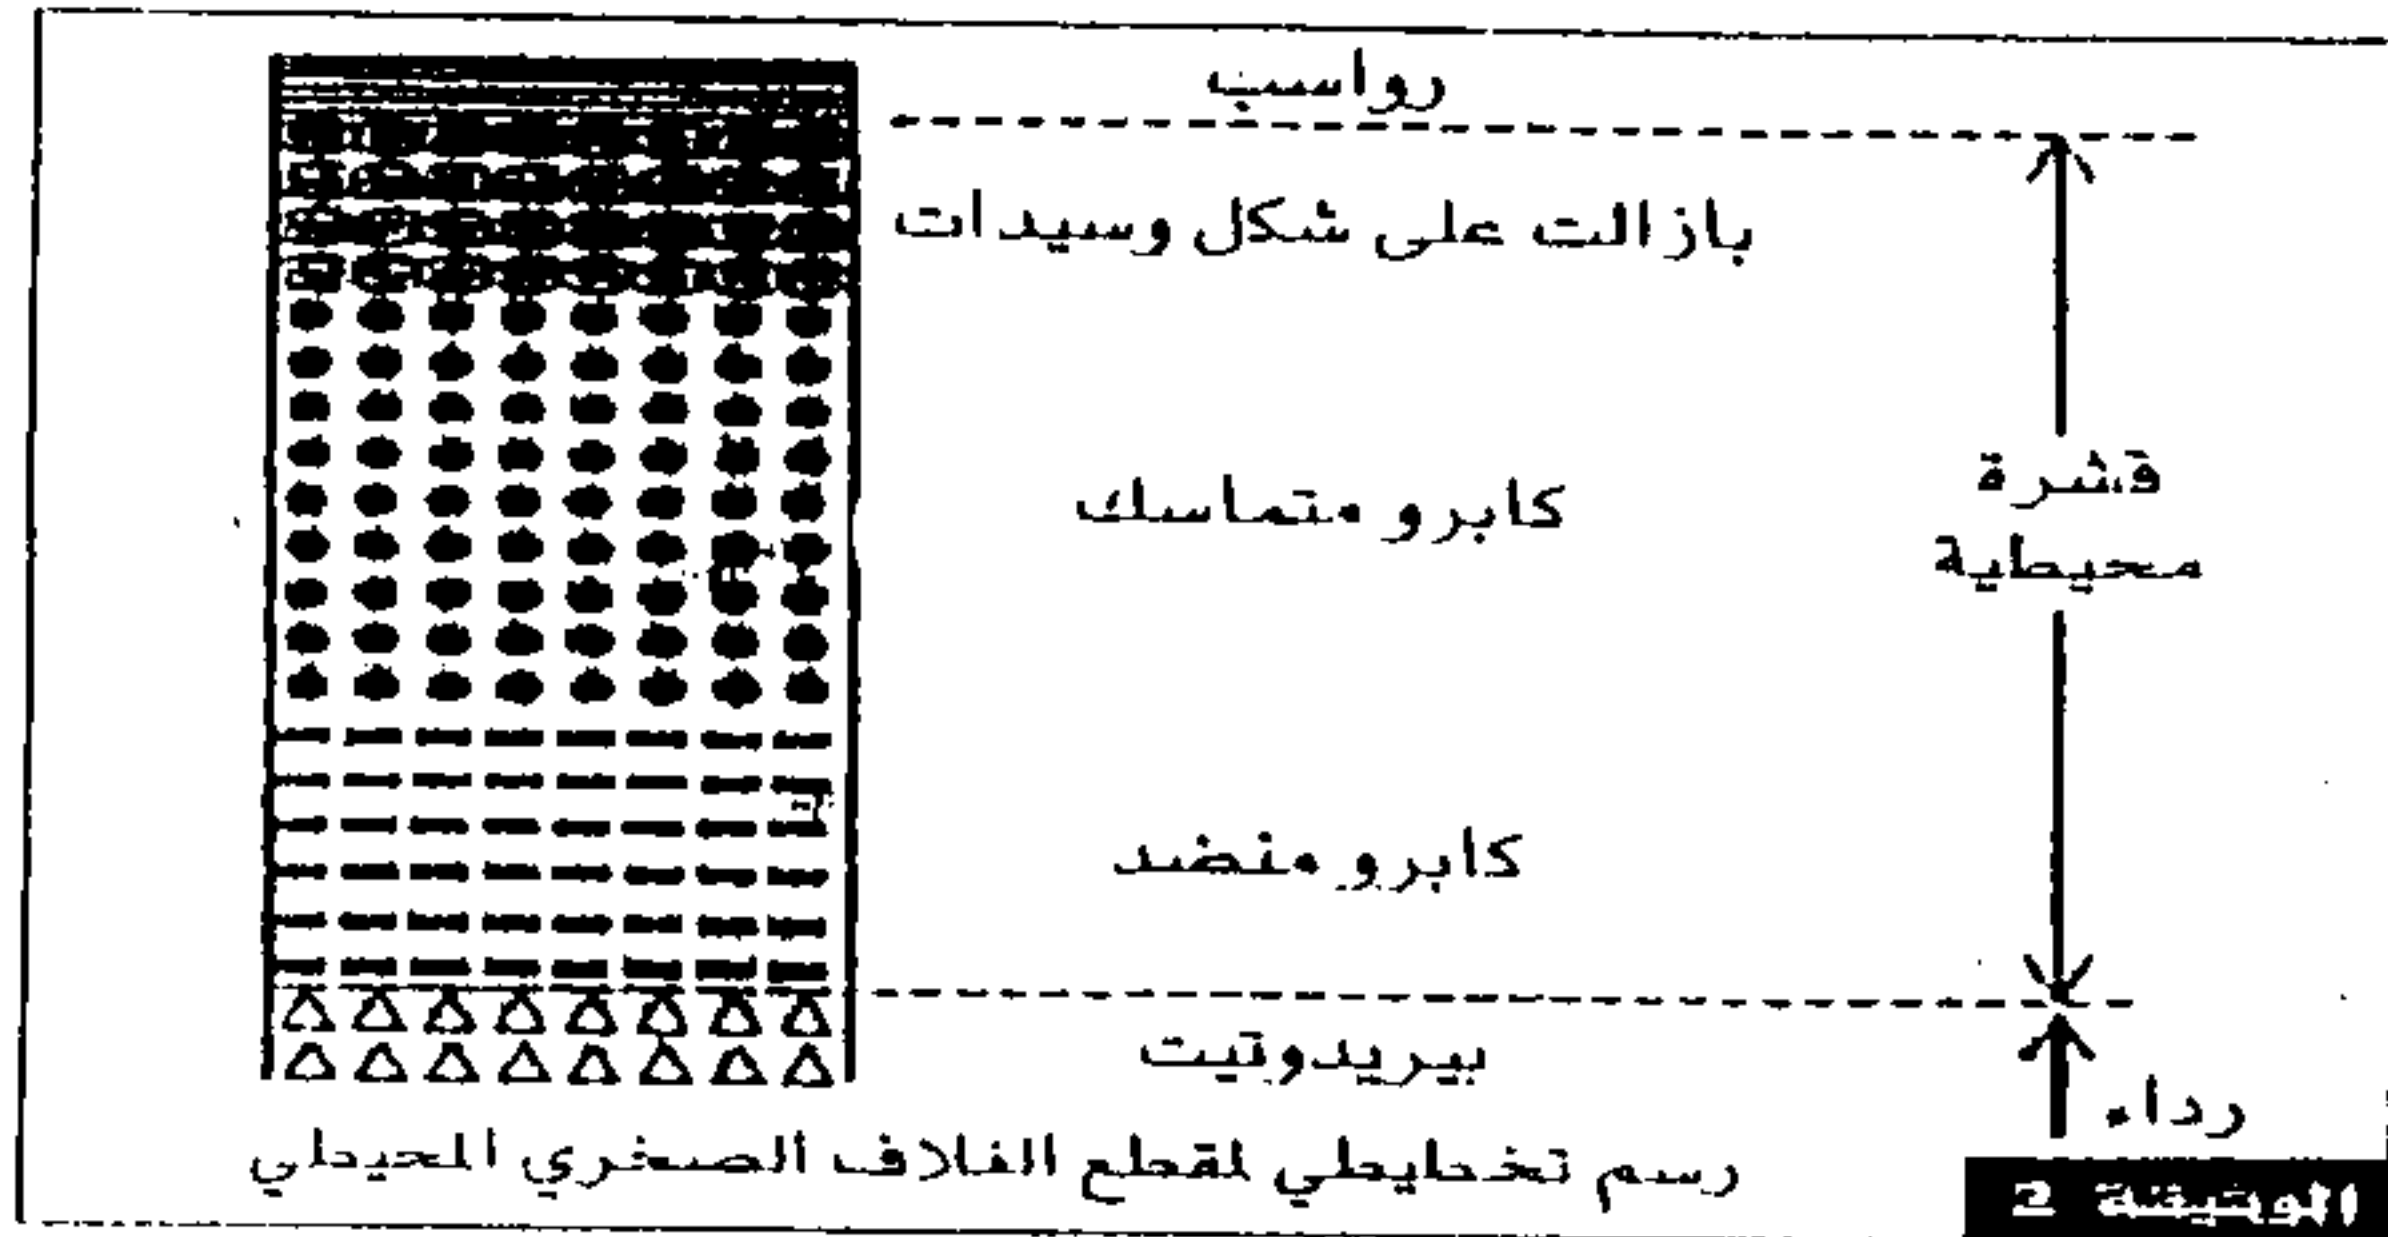 رواسب
بازالت على شكل وسيدات
كابرو متماسك
قشرة
محيطية
كابرو منضد
بيريدوتيت
رداء
رسم تخطيطي لمقطع الغلاف الصخري المحيطي
الوثيقة 2